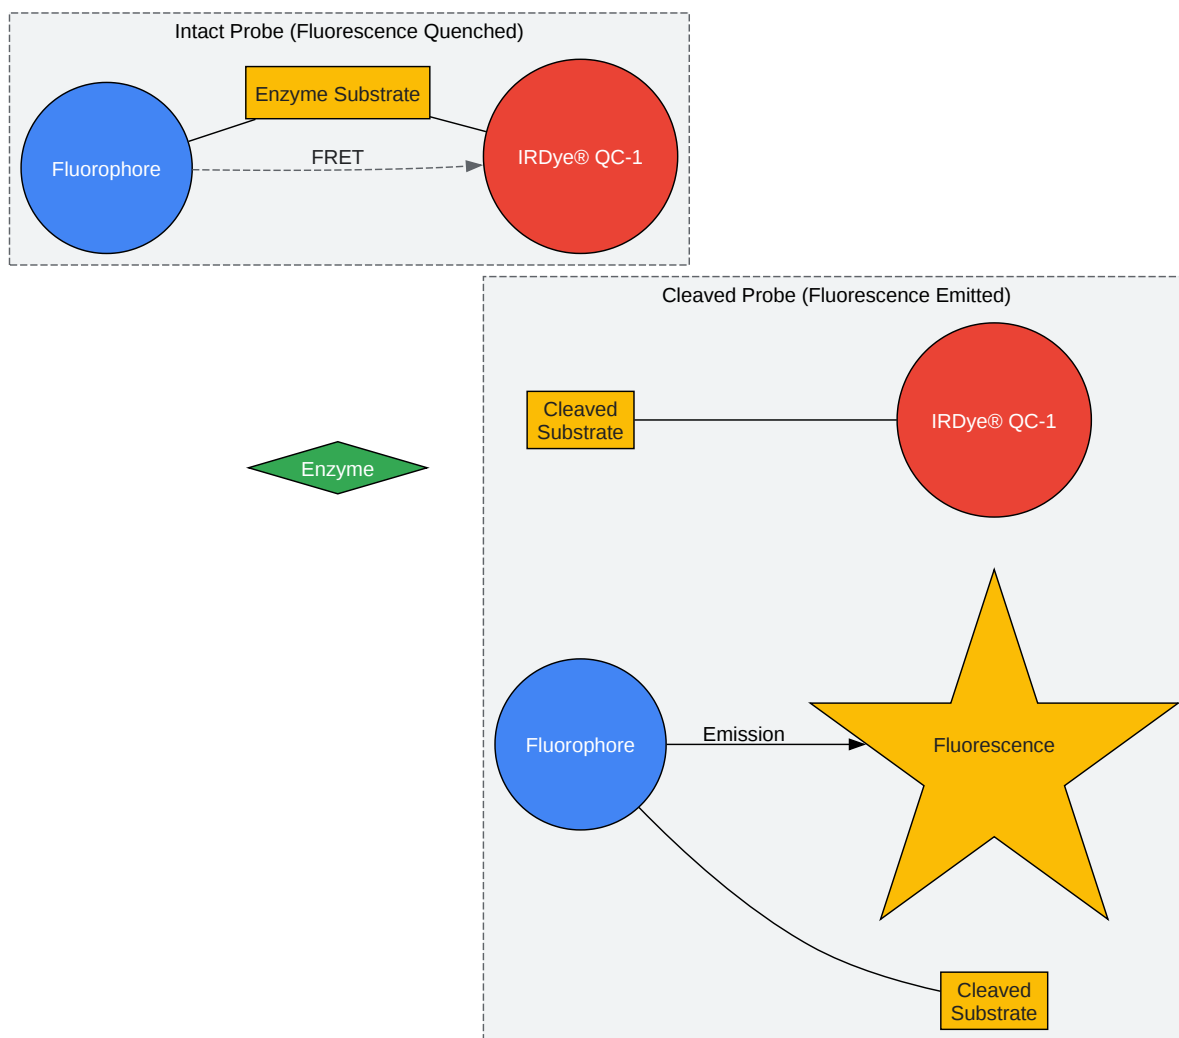 Intact Probe (Fluorescence Quenched)
Enzyme Substrate
Fluorophore
FRET
IRDye® QC-1
Cleaved Probe (Fluorescence Emitted)
Cleaved
Substrate
IRDye® QC-1
Enzyme
Fluorophore
Emission
Fluorescence
Cleaved
Substrate